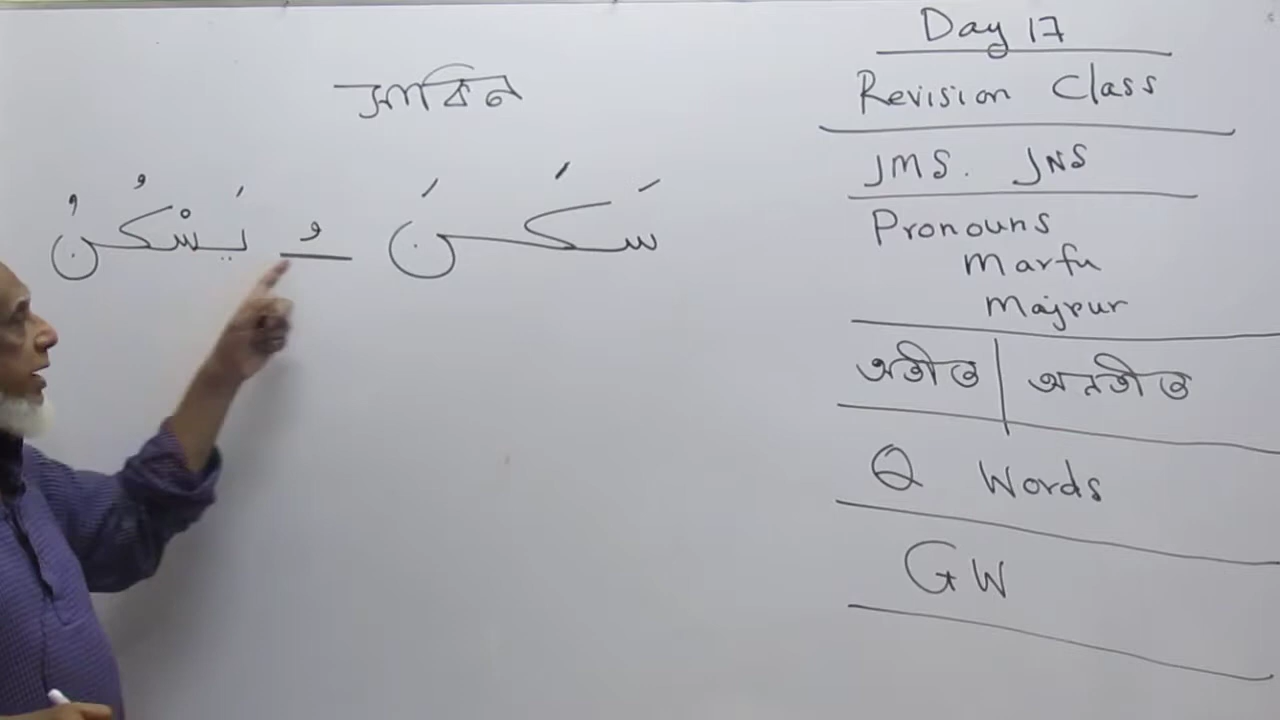 সাকিন
سَكَنَ ـُ يَسْكُنُ
Day 17
Revision Class
JMS. JNS
Pronouns
Marfu
Majrur
অতীত | অনতীত
Q Words
GW